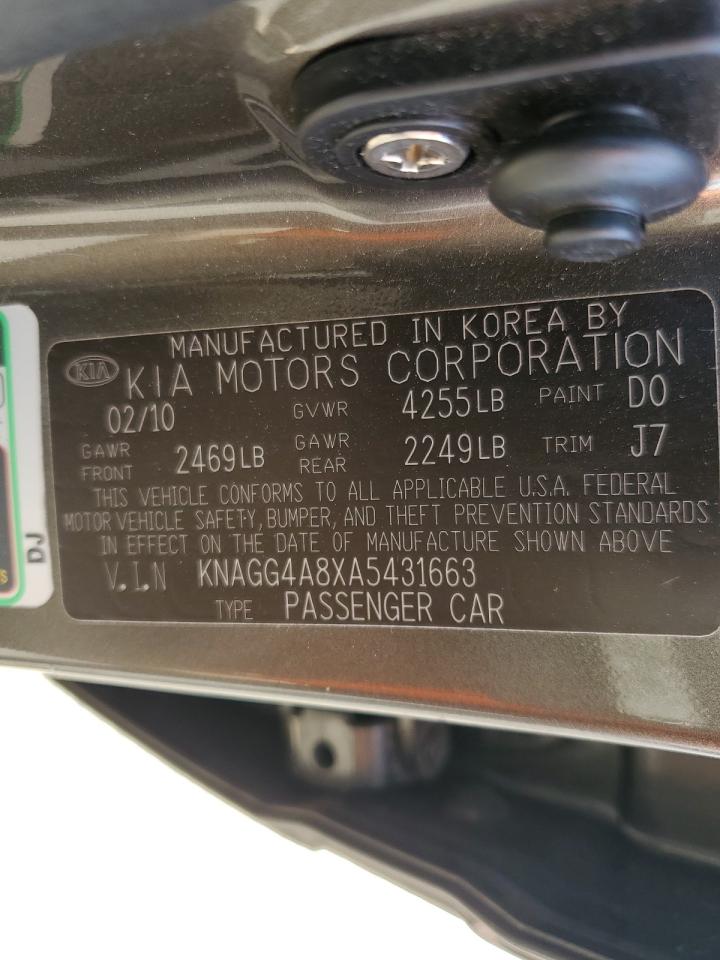 MANUFACTURED IN KOREA BY
KIA KIA MOTORS CORPORATION
02/10 GVWR 4255LB PAINT D0
GAWR FRONT 2469LB GAWR REAR 2249LB TRIM J7
THIS VEHICLE CONFORMS TO ALL APPLICABLE U.S.A. FEDERAL
MOTOR VEHICLE SAFETY, BUMPER, AND THEFT PREVENTION STANDARDS
IN EFFECT ON THE DATE OF MANUFACTURE SHOWN ABOVE
V.I.N KNAGG4A8XA5431663
TYPE PASSENGER CAR
DJ